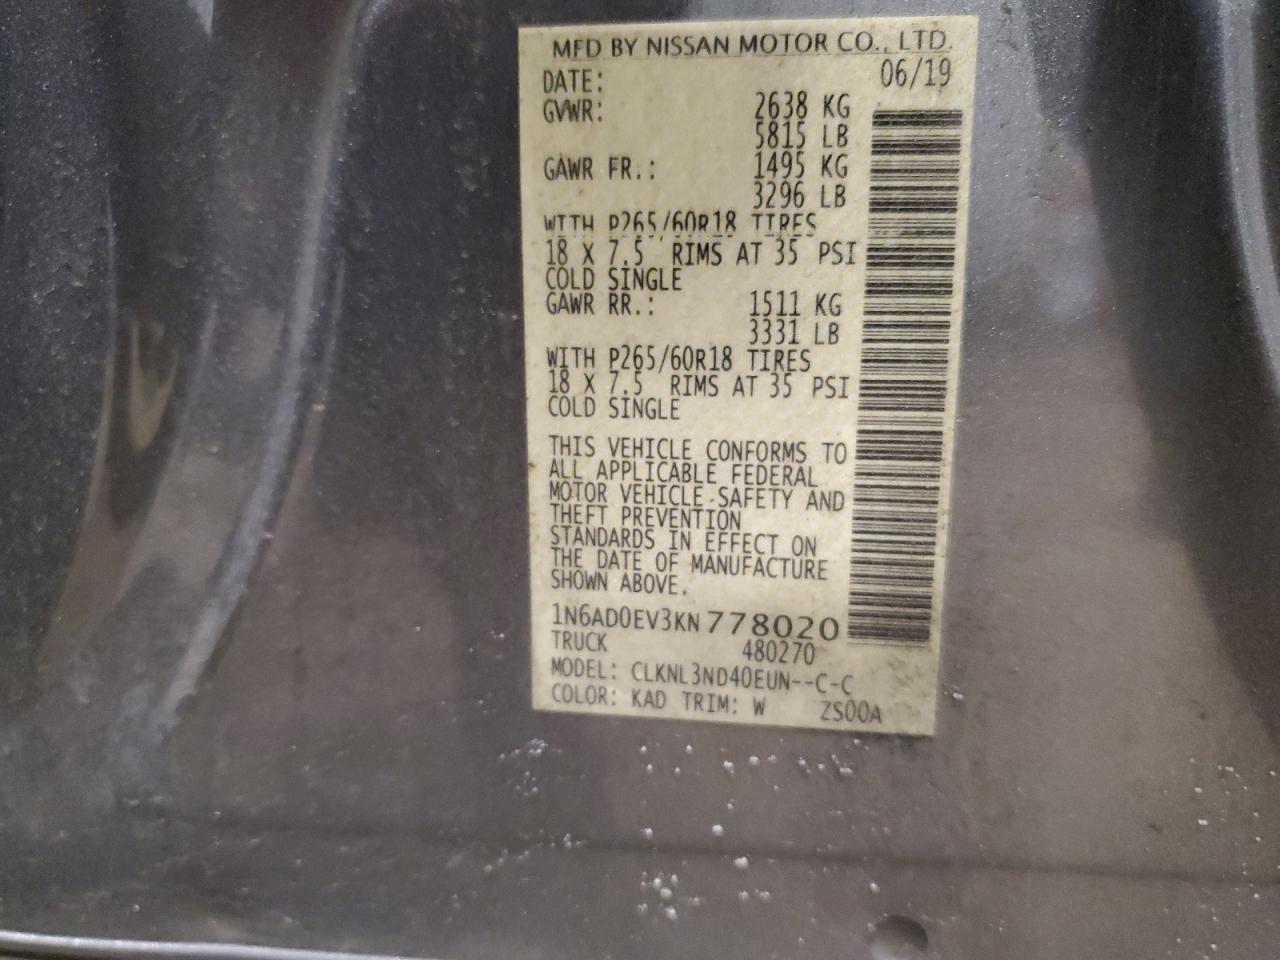 MFD BY NISSAN MOTOR CO., LTD.
DATE: 06/19
GVWR: 2638 KG
5815 LB
GAWR FR.: 1495 KG
3296 LB
WITH P265/60R18 TIRES
18 X 7.5 RIMS AT 35 PSI
COLD SINGLE
GAWR RR.: 1511 KG
3331 LB
WITH P265/60R18 TIRES
18 X 7.5 RIMS AT 35 PSI
COLD SINGLE
THIS VEHICLE CONFORMS TO
ALL APPLICABLE FEDERAL
MOTOR VEHICLE SAFETY AND
THEFT PREVENTION
STANDARDS IN EFFECT ON
THE DATE OF MANUFACTURE
SHOWN ABOVE.
1N6AD0EV3KN778020
TRUCK 480270
MODEL: CLKNL3ND40EUN--C-C
COLOR: KAD TRIM: W ZS00A